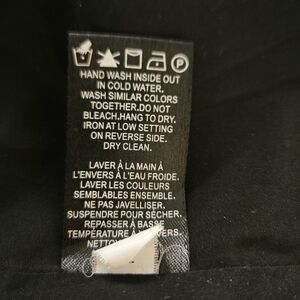 P
HAND WASH INSIDE OUT
IN COLD WATER.
WASH SIMILAR COLORS
TOGETHER.DO NOT
BLEACH.HANG TO DRY.
IRON AT LOW SETTING
ON REVERSE SIDE.
DRY CLEAN.
LAVER À LA MAIN À
L'ENVERS À L'EAU FROIDE.
LAVER LES COULEURS
SEMBLABLES ENSEMBLE.
NE PAS JAVELLISER.
SUSPENDRE POUR SÉCHER.
REPASSER À BASSE
TEMPÉRATURE À
NETTOY